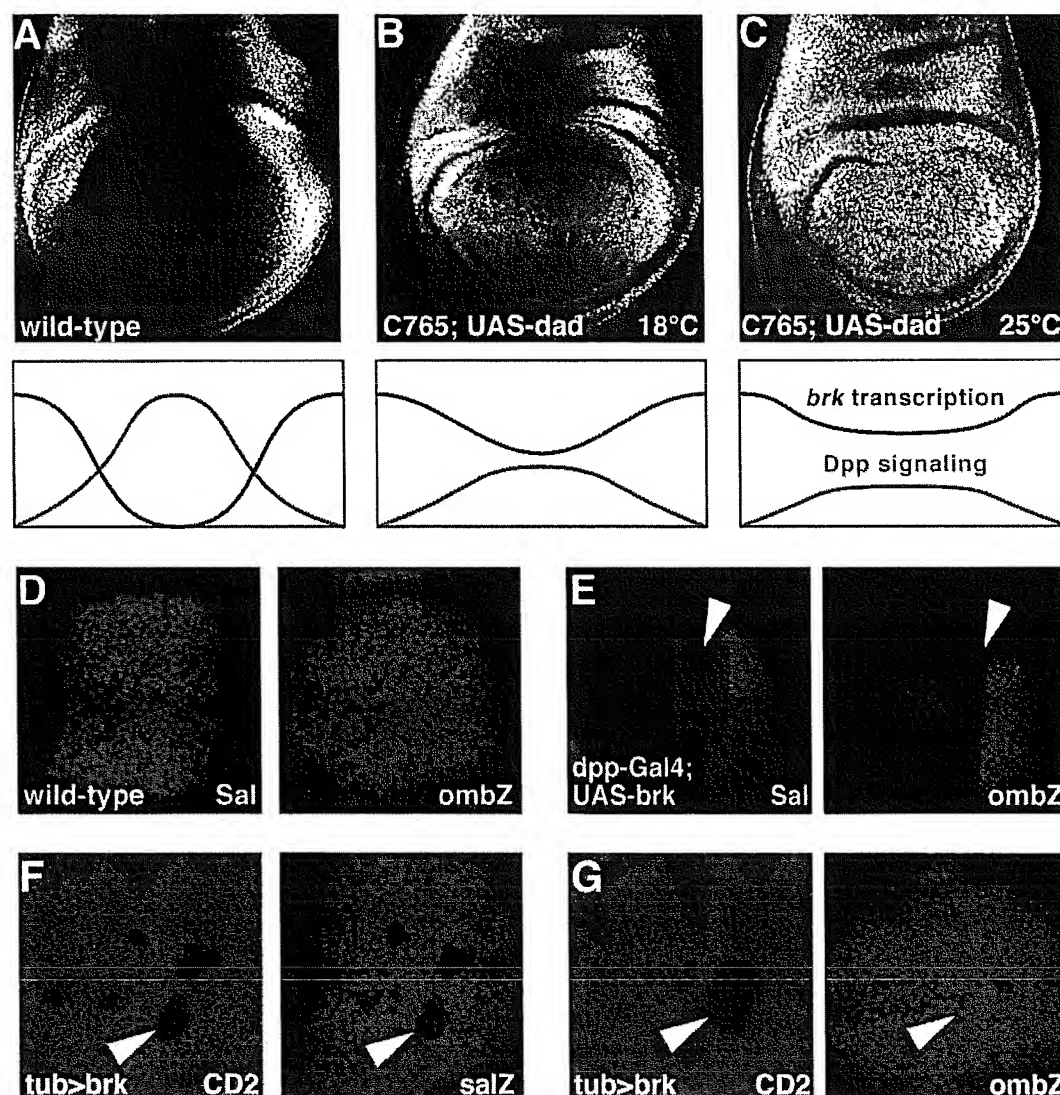 A
wild-type
B
C765; UAS-dad 18°C
C
C765; UAS-dad 25°C
brk transcription
Dpp signaling
D
wild-type Sal
ombZ
E
dpp-Gal4;
UAS-brk Sal
ombZ
F
tub>brk CD2
salZ
G
tub>brk CD2
ombZ